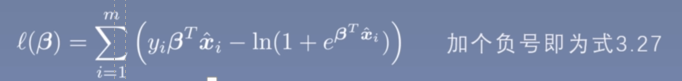 ℓ(β) = ∑_{i=1}^{m} ( y_i β^T x̂_i − ln(1 + e^{β^T x̂_i}) ) 加个负号即为式3.27